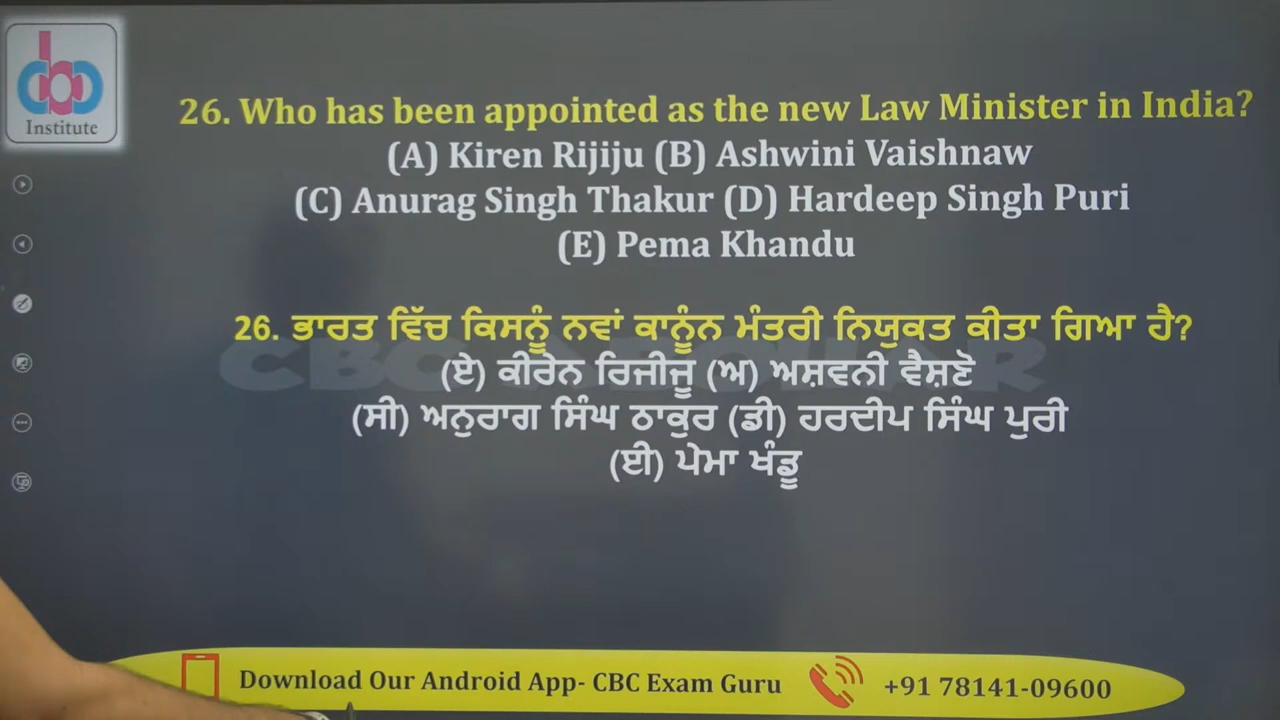 Institute
26. Who has been appointed as the new Law Minister in India?
(A) Kiren Rijiju (B) Ashwini Vaishnaw
(C) Anurag Singh Thakur (D) Hardeep Singh Puri
(E) Pema Khandu
26. ਭਾਰਤ ਵਿੱਚ ਕਿਸਨੂੰ ਨਵਾਂ ਕਾਨੂੰਨ ਮੰਤਰੀ ਨਿਯੁਕਤ ਕੀਤਾ ਗਿਆ ਹੈ?
(ਏ) ਕੀਰੇਨ ਰਿਜੀਜੂ (ਅ) ਅਸ਼ਵਨੀ ਵੈਸ਼ਣੋ
(ਸੀ) ਅਨੁਰਾਗ ਸਿੰਘ ਠਾਕੁਰ (ਡੀ) ਹਰਦੀਪ ਸਿੰਘ ਪੁਰੀ
(ਈ) ਪੇਮਾ ਖੰਡੂ
Download Our Android App- CBC Exam Guru
+91 78141-09600